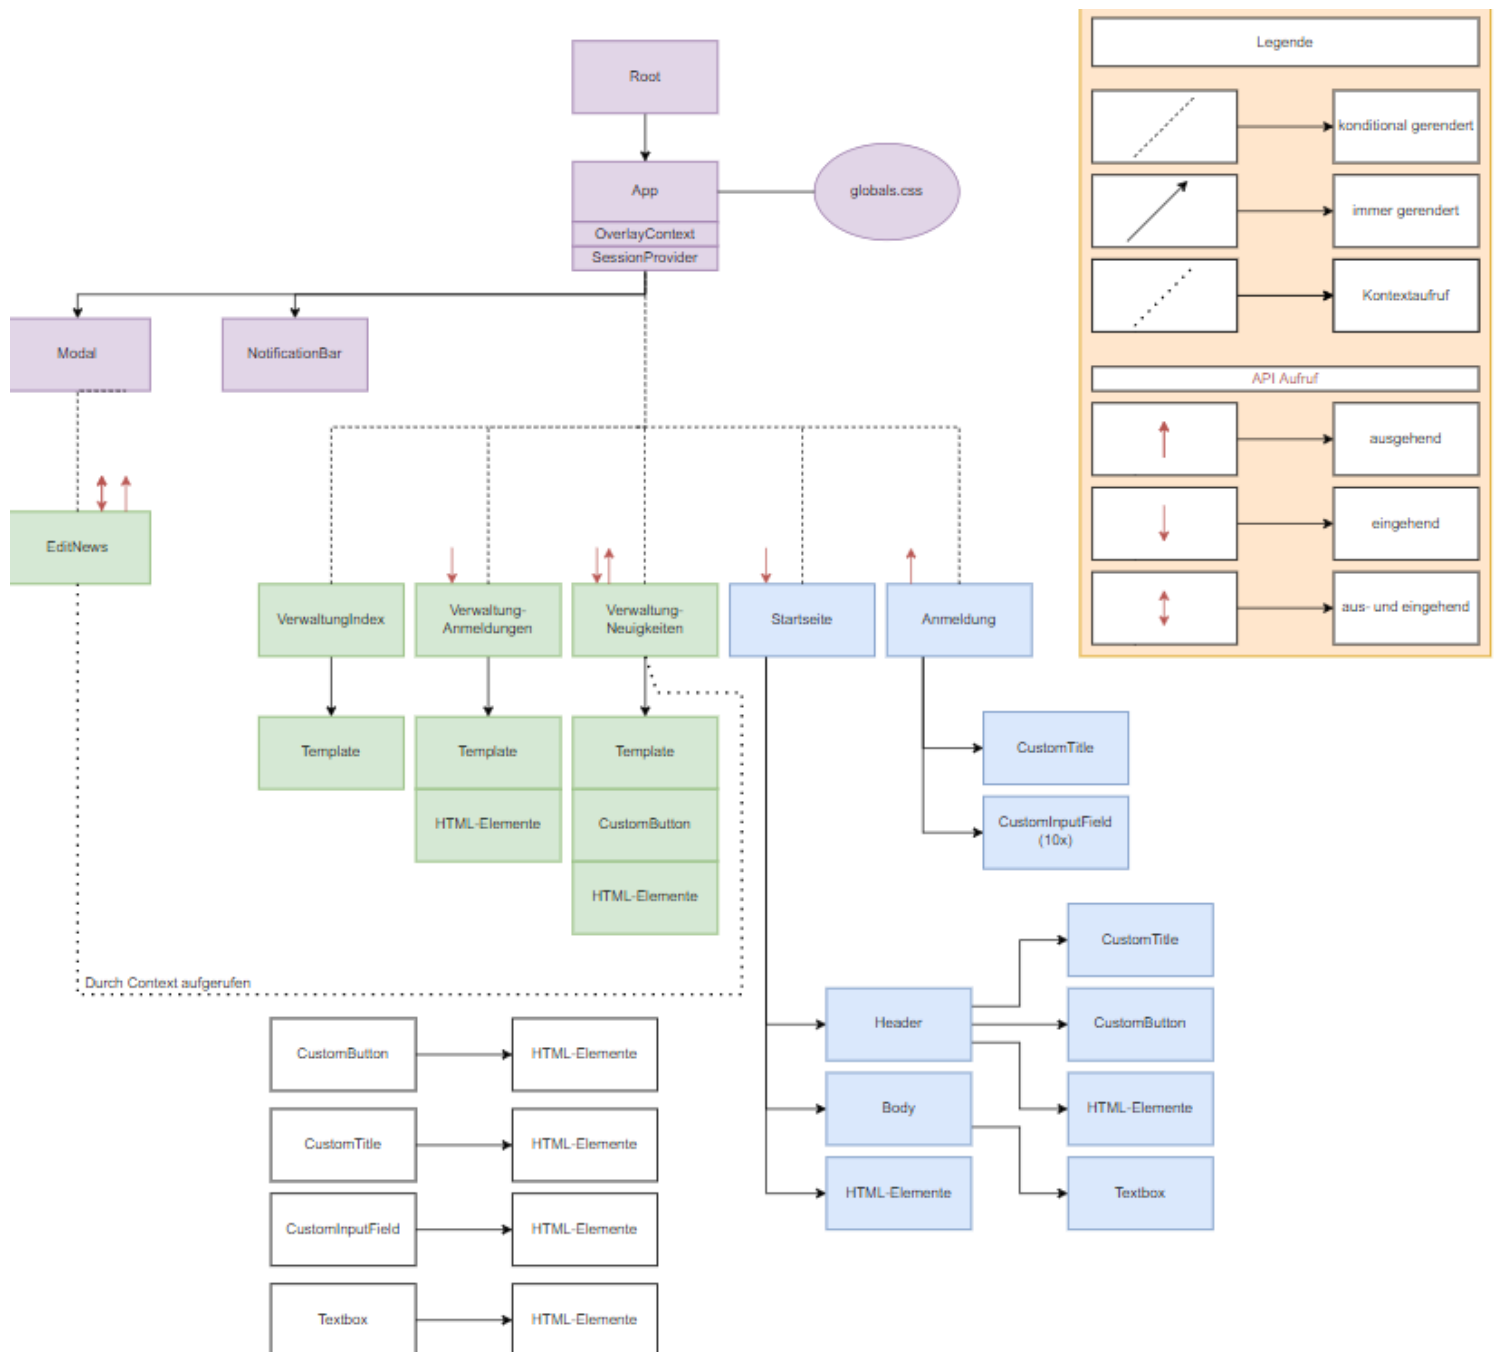 Root
App
OverlayContext
SessionProvider
globals.css
Modal
NotificationBar
EditNews
VerwaltungIndex
Verwaltung-
Anmeldungen
Verwaltung-
Neuigkeiten
Startseite
Anmeldung
Template
Template
HTML-Elemente
Template
CustomButton
HTML-Elemente
CustomTitle
CustomInputField
(10x)
Durch Context aufgerufen
Header
Body
HTML-Elemente
CustomTitle
CustomButton
HTML-Elemente
Textbox
CustomButton
HTML-Elemente
CustomTitle
HTML-Elemente
CustomInputField
HTML-Elemente
Textbox
HTML-Elemente
Legende
konditional gerendert
immer gerendert
Kontextaufruf
API Aufruf
ausgehend
eingehend
aus- und eingehend